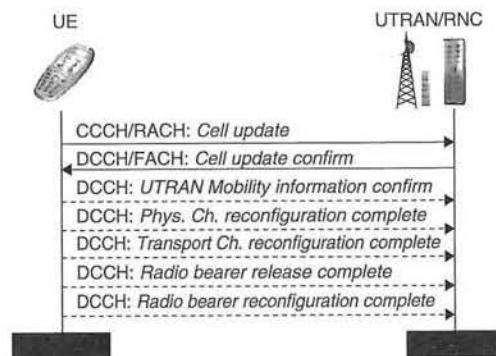 UE
UTRAN/RNC
CCCH/RACH: Cell update
DCCH/FACH: Cell update confirm
DCCH: UTRAN Mobility information confirm
DCCH: Phys. Ch. reconfiguration complete
DCCH: Transport Ch. reconfiguration complete
DCCH: Radio bearer release complete
DCCH: Radio bearer reconfiguration complete